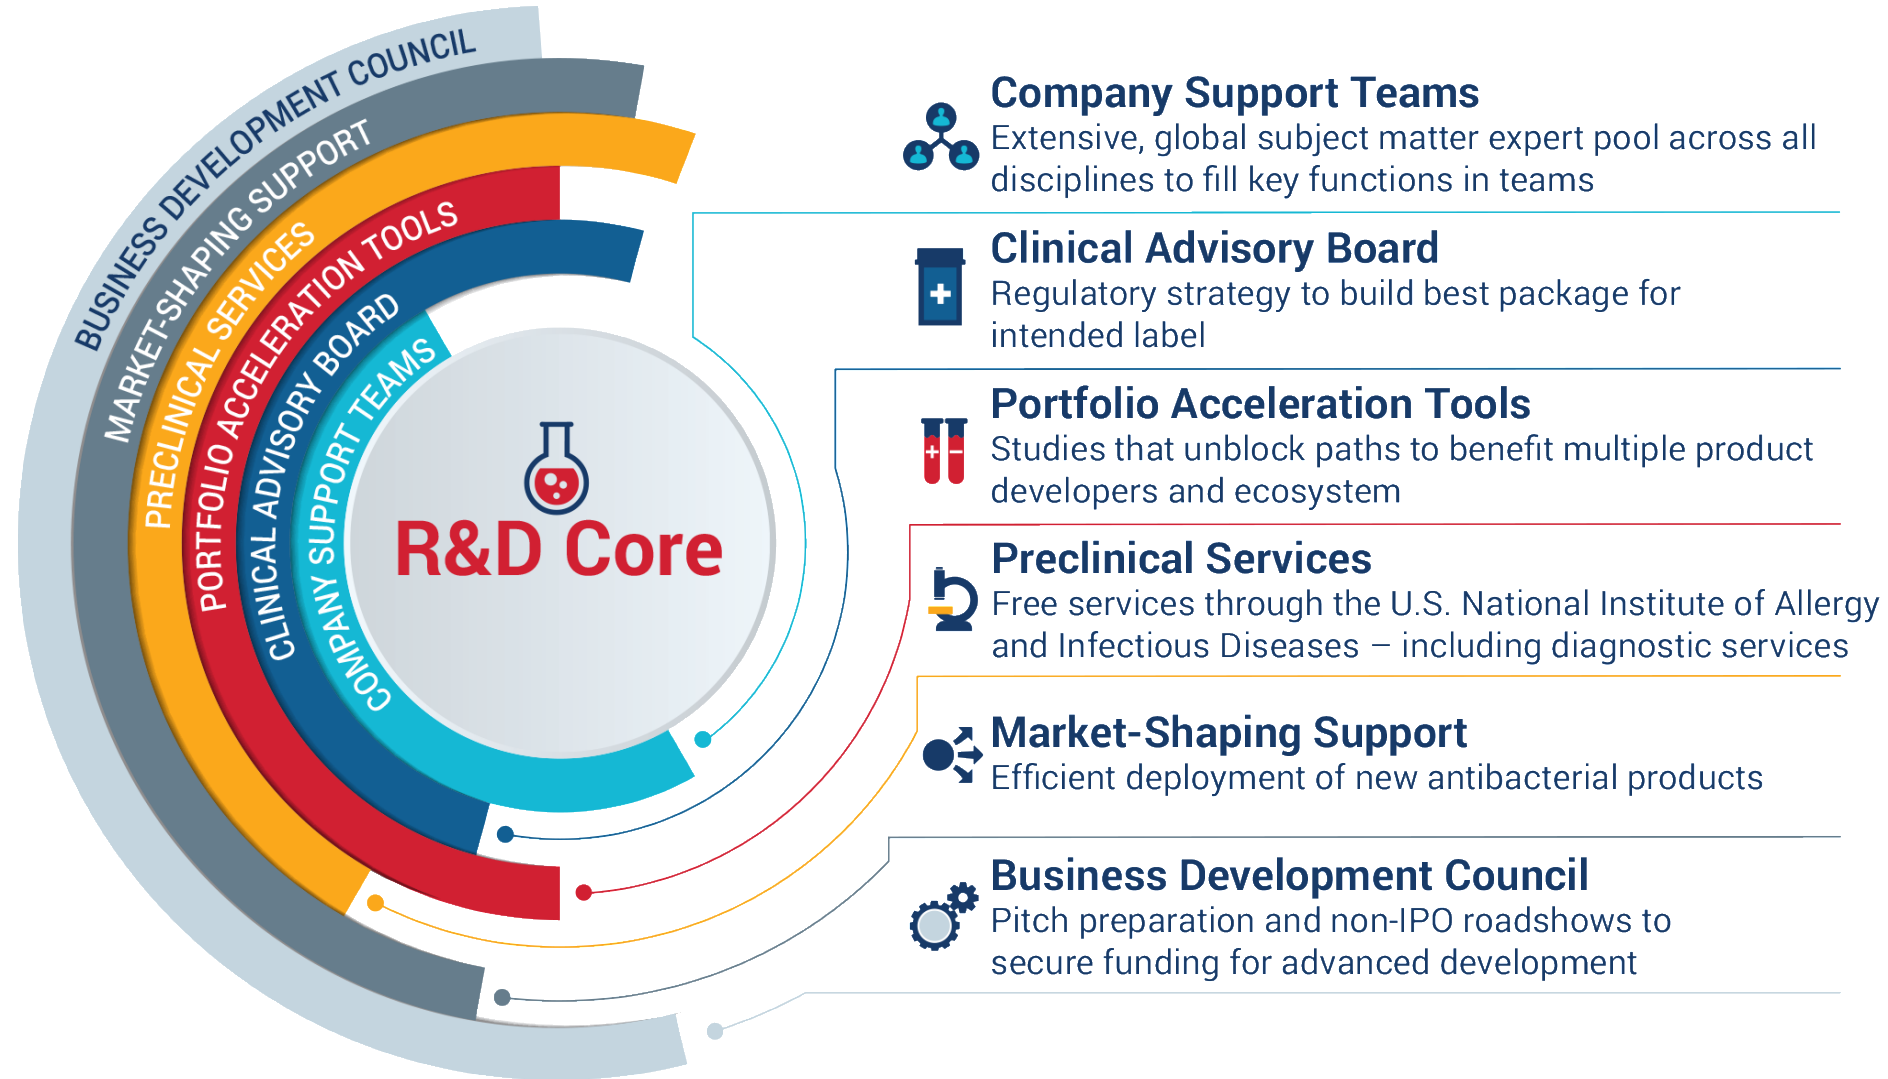 BUSINESS DEVELOPMENT COUNCIL
MARKET-SHAPING SUPPORT
PRECLINICAL SERVICES
PORTFOLIO ACCELERATION TOOLS
CLINICAL ADVISORY BOARD
COMPANY SUPPORT TEAMS
R&D Core
Company Support Teams
Extensive, global subject matter expert pool across all
disciplines to fill key functions in teams
Clinical Advisory Board
Regulatory strategy to build best package for
intended label
Portfolio Acceleration Tools
Studies that unblock paths to benefit multiple product
developers and ecosystem
Preclinical Services
Free services through the U.S. National Institute of Allergy
and Infectious Diseases – including diagnostic services
Market-Shaping Support
Efficient deployment of new antibacterial products
Business Development Council
Pitch preparation and non-IPO roadshows to
secure funding for advanced development